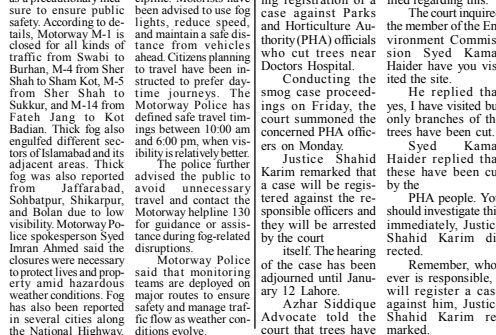 as a precautionary mea-
sure to ensure public
safety. According to de-
tails, Motorway M-1 is
closed for all kinds of
traffic from Swabi to
Burhan, M-4 from Sher
Shah to Sham Kot, M-5
from Sher Shah to
Sukkur, and M-14 from
Fateh Jang to Kot
Badian. Thick fog also
engulfed different sec-
tors of Islamabad and its
adjacent areas. Thick
fog was also reported
from Jaffarabad,
Sohbatpur, Shikarpur,
and Bolan due to low
visibility. Motorway Po-
lice spokesperson Syed
Imran Ahmed said the
closures were necessary
to protect lives and prop-
erty amid hazardous
weather conditions. Fog
has also been reported
in several cities along
the National Highway.
been advised to use fog
lights, reduce speed,
and maintain a safe dis-
tance from vehicles
ahead. Citizens planning
to travel have been in-
structed to prefer day-
time journeys. The
Motorway Police has
defined safe travel tim-
ings between 10:00 am
and 6:00 pm, when vis-
ibility is relatively better.
The police further
advised the public to
avoid unnecessary
travel and contact the
Motorway helpline 130
for guidance or assis-
tance during fog-related
disruptions.
Motorway Police
said that monitoring
teams are deployed on
major routes to ensure
safety and manage traf-
fic flow as weather con-
ditions evolve.
ing registration of a
case against Parks
and Horticulture Au-
thority (PHA) officials
who cut trees near
Doctors Hospital.
Conducting the
smog case proceed-
ings on Friday, the
court summoned the
concerned PHA offic-
ers on Monday.
Justice Shahid
Karim remarked that
a case will be regis-
tered against the re-
sponsible officers and
they will be arrested
by the court
itself. The hearing
of the case has been
adjourned until Janu-
ary 12 Lahore.
Azhar Siddique
Advocate told the
court that trees have
med regarding this.
The court inquire
the member of the En
vironment Commis
sion Syed Kama
Haider have you vis
ited the site.
He replied tha
yes, I have visited bu
only branches of th
trees have been cut.
Syed Kama
Haider replied tha
these have been cu
by the
PHA people. Yo
should investigate thi
immediately, Justic
Shahid Karim di
rected.
Remember, who
ever is responsible,
will register a cas
against him, Justic
Shahid Karim re
marked.